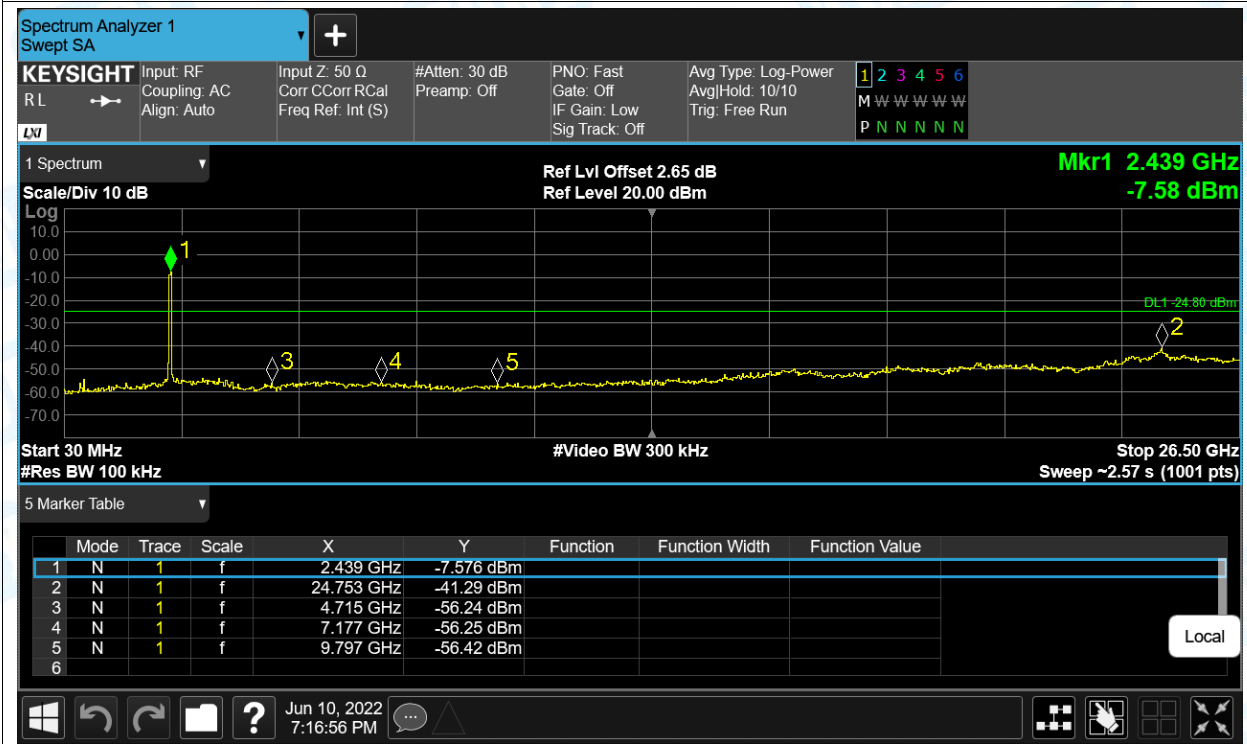 Spectrum Analyzer 1
Swept SA
KEYSIGHT
R L
LXI
Input: RF
Coupling: AC
Align: Auto
Input Z: 50 Ω
Corr CCorr RCal
Freq Ref: Int (S)
#Atten: 30 dB
Preamp: Off
PNO: Fast
Gate: Off
IF Gain: Low
Sig Track: Off
Avg Type: Log-Power
Avg|Hold: 10/10
Trig: Free Run
1 2 3 4 5 6
M W W W W W W
P N N N N N N
1 Spectrum
Scale/Div 10 dB
Ref Lvl Offset 2.65 dB
Ref Level 20.00 dBm
Mkr1 2.439 GHz
-7.58 dBm
Log
10.0
0.00
-10.0
-20.0
-30.0
-40.0
-50.0
-60.0
-70.0
1
DL1 -24.80 dBm
2
3
4
5
Start 30 MHz
#Res BW 100 kHz
#Video BW 300 kHz
Stop 26.50 GHz
Sweep ~2.57 s (1001 pts)
5 Marker Table
Mode Trace Scale X Y Function Function Width Function Value
1 N 1 f 2.439 GHz -7.576 dBm
2 N 1 f 24.753 GHz -41.29 dBm
3 N 1 f 4.715 GHz -56.24 dBm
4 N 1 f 7.177 GHz -56.25 dBm
5 N 1 f 9.797 GHz -56.42 dBm
6
Local
?
Jun 10, 2022
7:16:56 PM